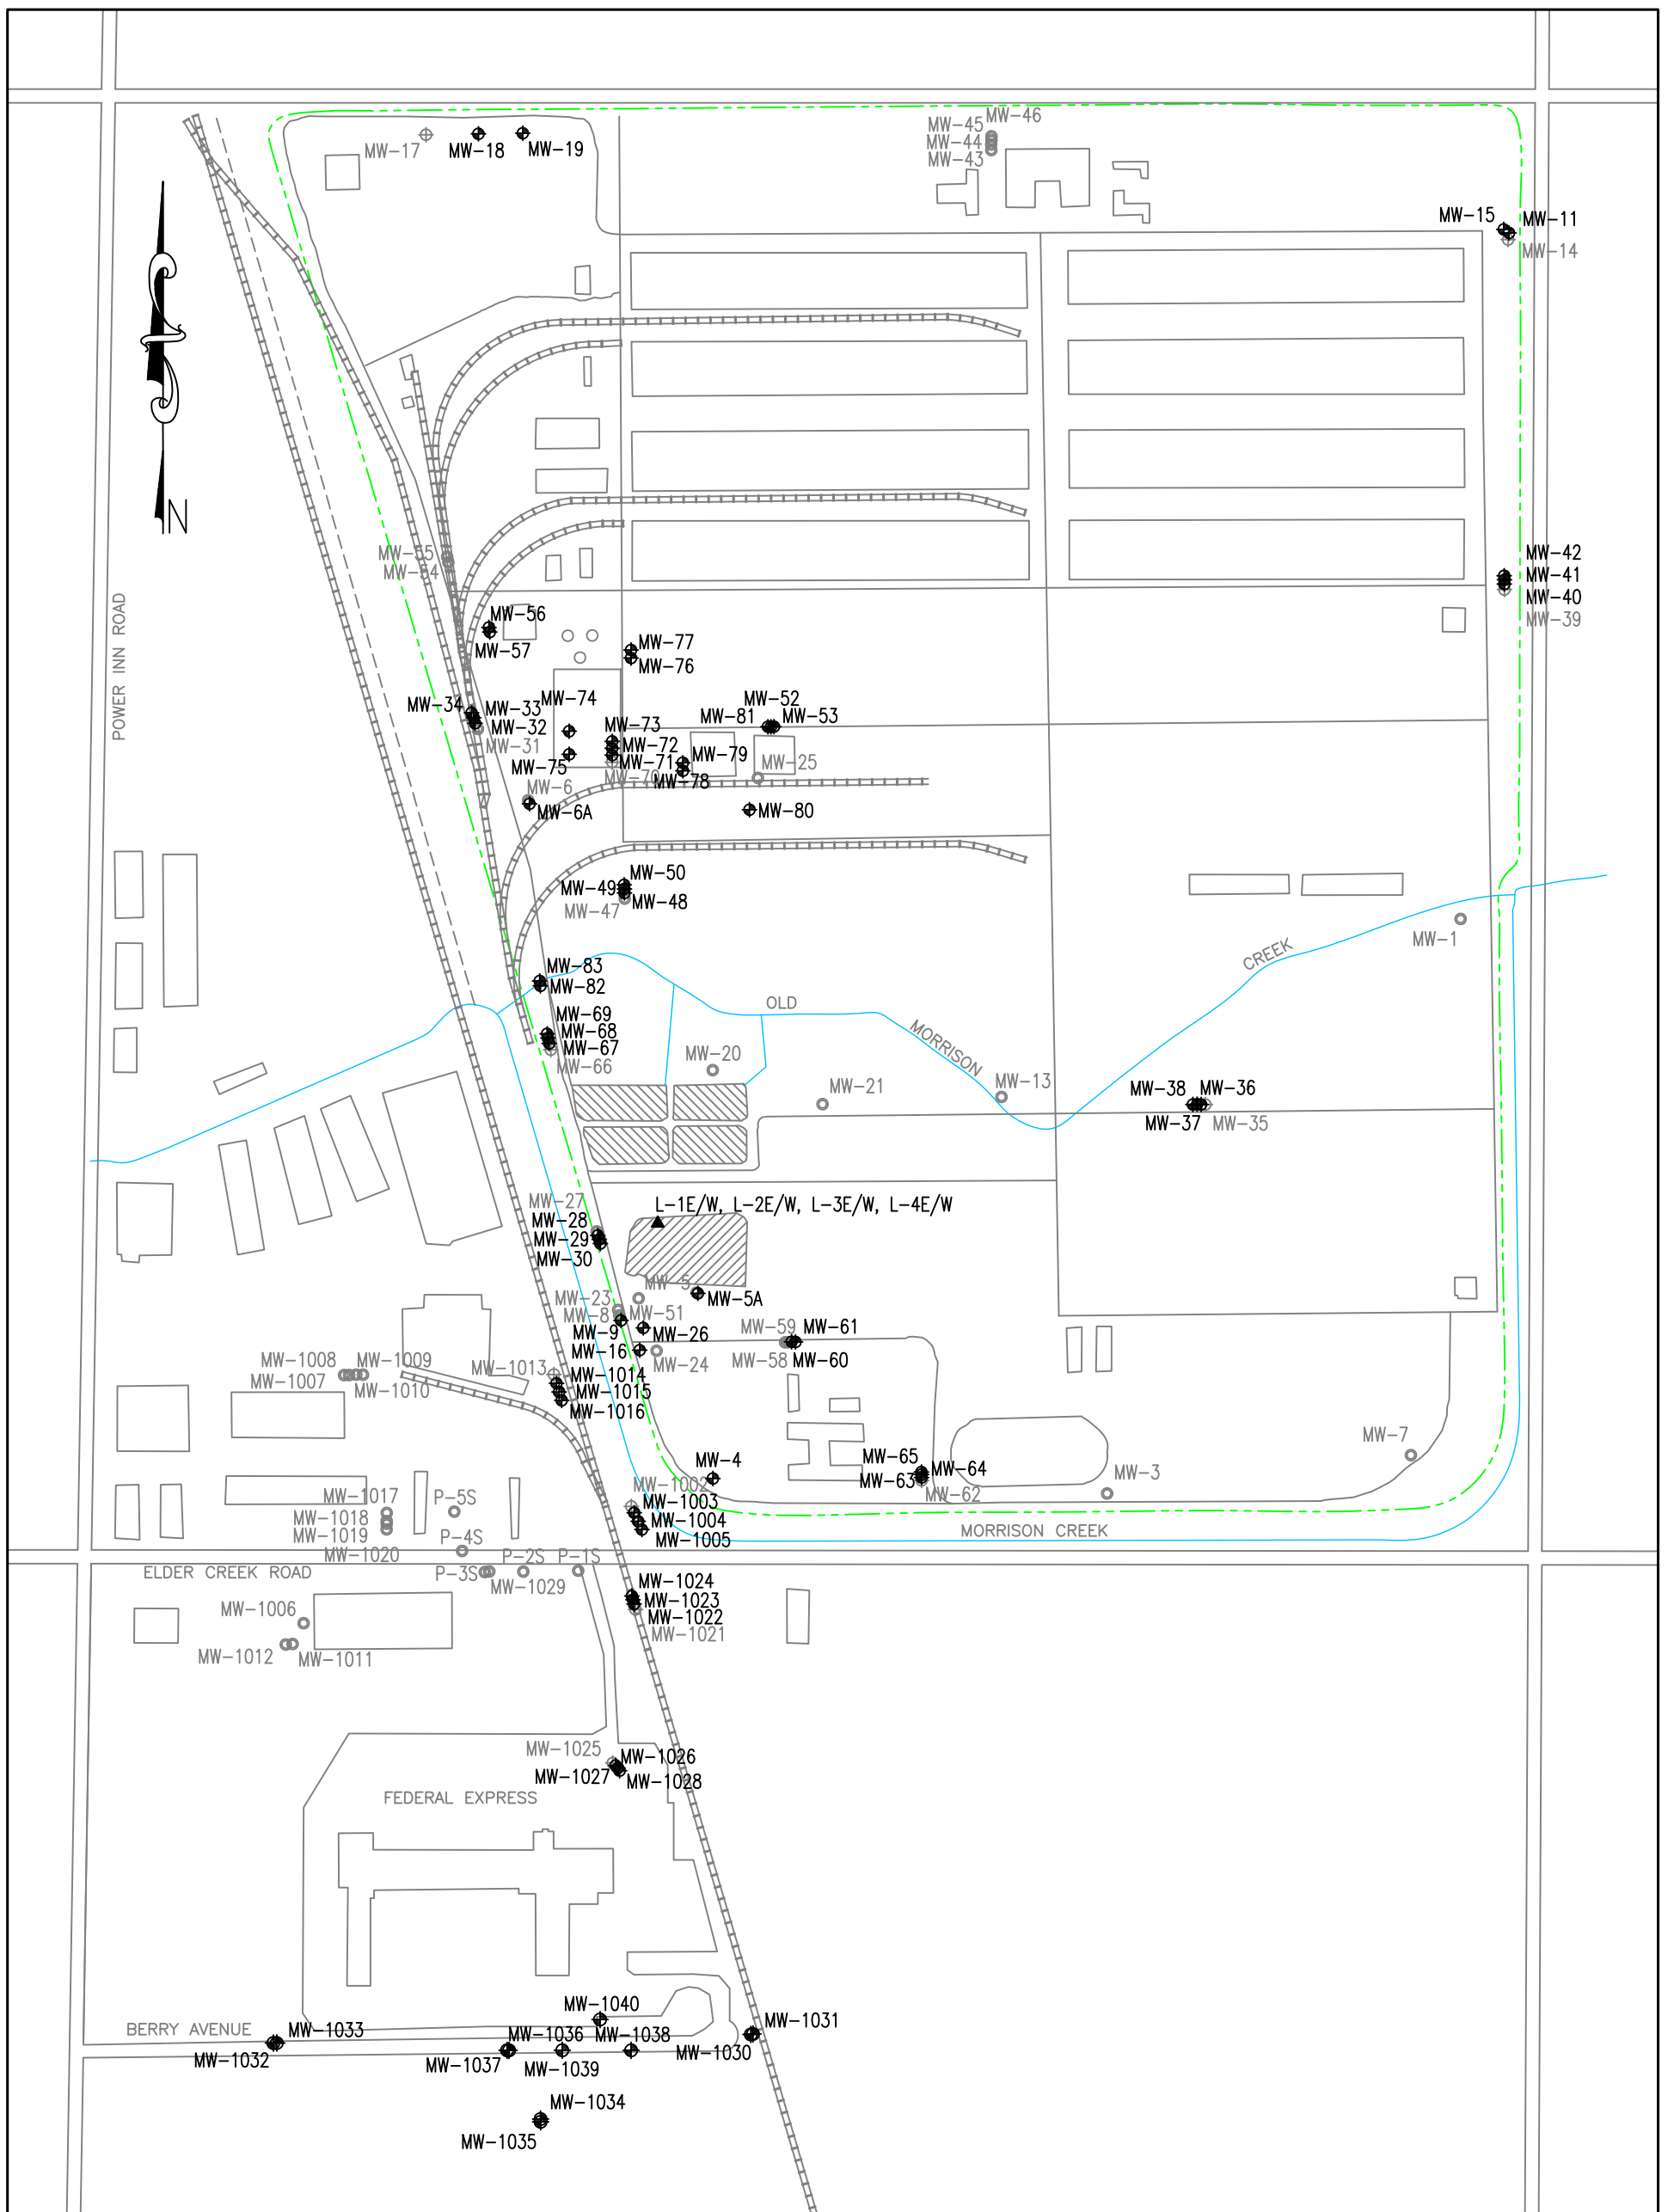 MW-46
MW-45
MW-44
MW-43
MW-17
MW-18
MW-19
MW-15
MW-11
MW-14
N
MW-55
MW-54
MW-42
MW-41
MW-40
MW-39
POWER INN ROAD
MW-56
MW-57
MW-77
MW-76
MW-34
MW-33
MW-32
MW-31
MW-74
MW-75
MW-73
MW-72
MW-71
MW-70
MW-52
MW-81
MW-53
MW-79
MW-78
MW-25
MW-6
MW-6A
MW-80
MW-50
MW-49
MW-48
MW-47
MW-1
CREEK
MW-83
MW-82
OLD
MORRISON
MW-69
MW-68
MW-67
MW-66
MW-20
MW-21
MW-13
MW-38
MW-36
MW-37
MW-35
MW-27
MW-28
MW-29
MW-30
L-1E/W, L-2E/W, L-3E/W, L-4E/W
MW-5
MW-5A
MW-23
MW-8
MW-51
MW-9
MW-26
MW-16
MW-24
MW-59
MW-61
MW-58
MW-60
MW-1008
MW-1009
MW-1007
MW-1010
MW-1013
MW-1014
MW-1015
MW-1016
MW-7
MW-4
MW-65
MW-64
MW-63
MW-62
MW-3
MW-1002
MW-1003
MW-1004
MW-1005
MORRISON CREEK
MW-1017
MW-1018
MW-1019
MW-1020
P-5S
P-4S
P-3S
P-2S
P-1S
MW-1029
ELDER CREEK ROAD
MW-1024
MW-1023
MW-1022
MW-1021
MW-1006
MW-1012
MW-1011
MW-1025
MW-1026
MW-1027
MW-1028
FEDERAL EXPRESS
MW-1040
BERRY AVENUE
MW-1033
MW-1032
MW-1036
MW-1038
MW-1031
MW-1037
MW-1039
MW-1030
MW-1034
MW-1035